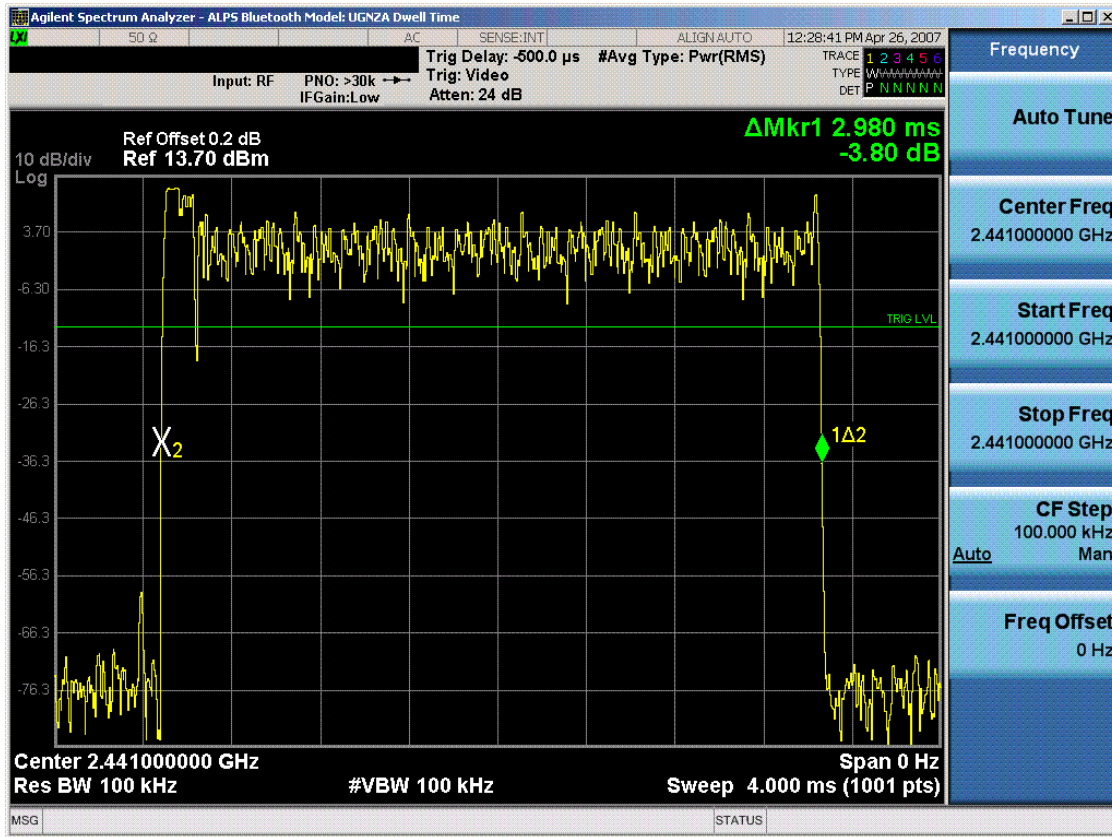 Agilent Spectrum Analyzer - ALPS Bluetooth Model: UGNZA Dwell Time
LXI 50 Ω AC SENSE:INT ALIGN AUTO 12:28:41 PM Apr 26, 2007
Trig Delay: -500.0 µs #Avg Type: Pwr(RMS) TRACE 1 2 3 4 5 6
Input: RF PNO: >30k Trig: Video TYPE W
IFGain:Low Atten: 24 dB DET P N N N N N
ΔMkr1 2.980 ms
-3.80 dB
Ref Offset 0.2 dB
10 dB/div Ref 13.70 dBm
Log
3.70
-6.30
TRIG LVL
-16.3
-26.3
X2
1Δ2
-36.3
-46.3
-56.3
-66.3
-76.3
Center 2.441000000 GHz Span 0 Hz
Res BW 100 kHz #VBW 100 kHz Sweep 4.000 ms (1001 pts)
MSG STATUS
Frequency
Auto Tune
Center Freq
2.441000000 GHz
Start Freq
2.441000000 GHz
Stop Freq
2.441000000 GHz
CF Step
100.000 kHz
Auto Man
Freq Offset
0 Hz